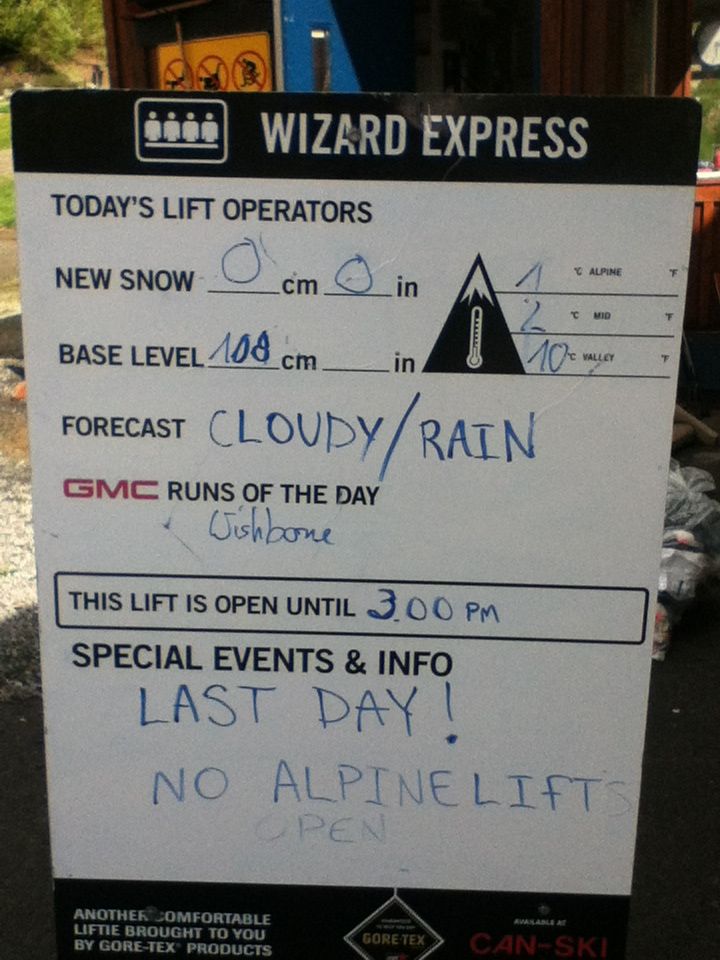 WIZARD EXPRESS
TODAY'S LIFT OPERATORS
NEW SNOW 0 cm 0 in
1 °C ALPINE °F
2 °C MID °F
BASE LEVEL 108 cm in
10 °C VALLEY °F
FORECAST CLOUDY/RAIN
GMC RUNS OF THE DAY
Wishbone
THIS LIFT IS OPEN UNTIL 3.00 PM
SPECIAL EVENTS & INFO
LAST DAY!
NO ALPINE LIFTS
OPEN
ANOTHER COMFORTABLE
LIFTIE BROUGHT TO YOU
BY GORE-TEX® PRODUCTS
GORE-TEX
AVAILABLE AT
CAN-SKI